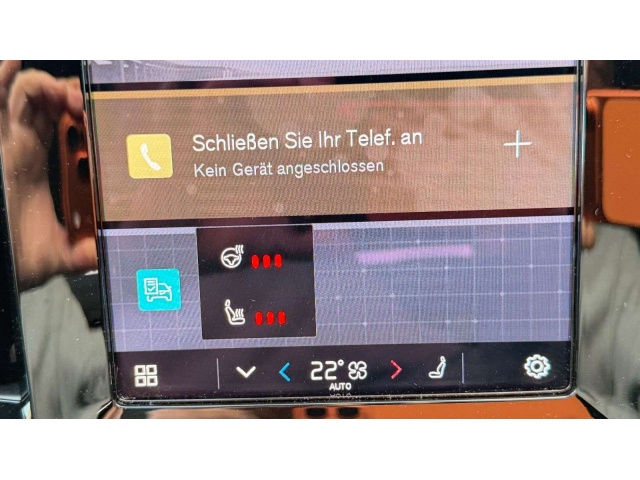 Schließen Sie Ihr Telef. an
Kein Gerät angeschlossen
22°
AUTO